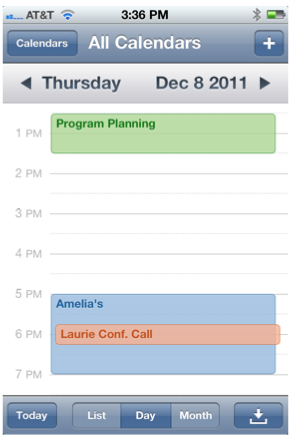 AT&T 3:36 PM
Calendars All Calendars +
Thursday Dec 8 2011
Program Planning
1 PM
2 PM
3 PM
4 PM
5 PM
Amelia's
6 PM Laurie Conf. Call
7 PM
Today List Day Month